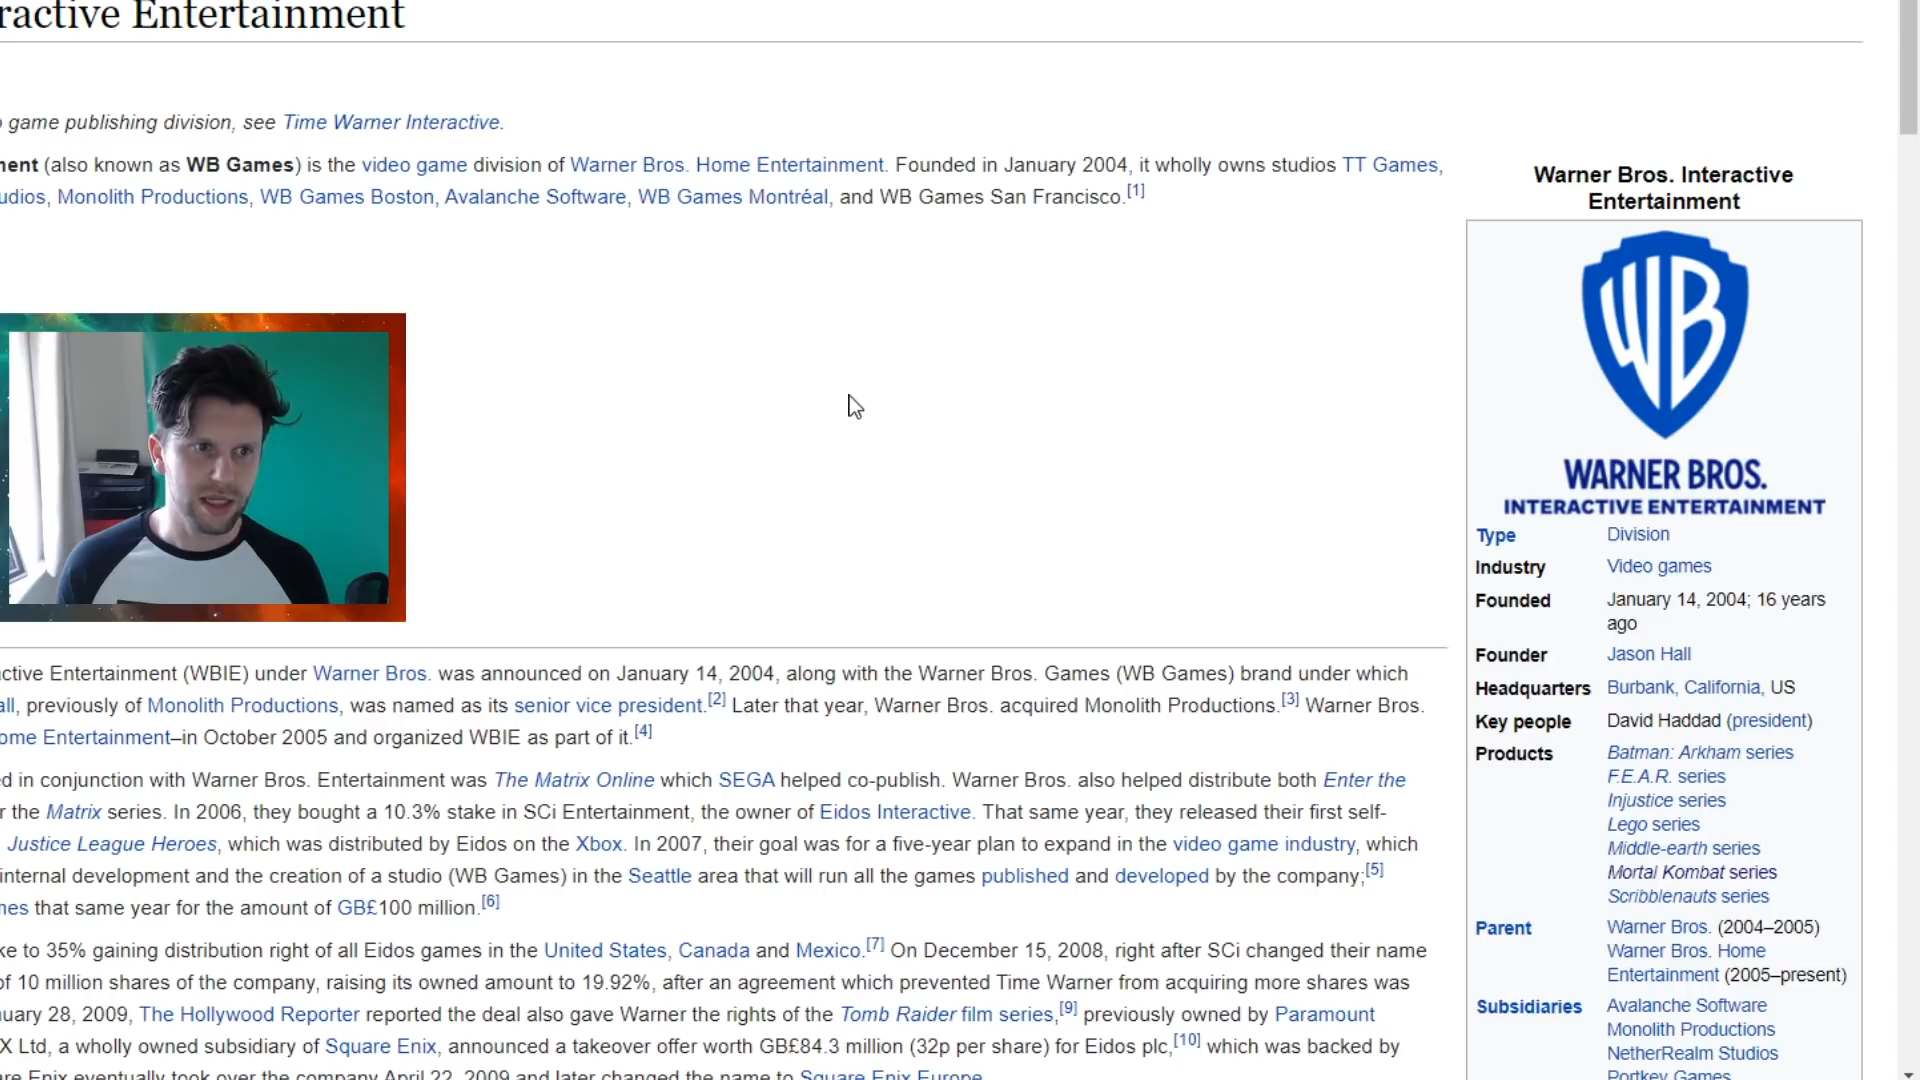 ractive Entertainment
game publishing division, see Time Warner Interactive.
nent (also known as WB Games) is the video game division of Warner Bros. Home Entertainment. Founded in January 2004, it wholly owns studios TT Games,
udios, Monolith Productions, WB Games Boston, Avalanche Software, WB Games Montréal, and WB Games San Francisco.[1]
ctive Entertainment (WBIE) under Warner Bros. was announced on January 14, 2004, along with the Warner Bros. Games (WB Games) brand under which
all, previously of Monolith Productions, was named as its senior vice president.[2] Later that year, Warner Bros. acquired Monolith Productions.[3] Warner Bros.
ome Entertainment–in October 2005 and organized WBIE as part of it.[4]
ed in conjunction with Warner Bros. Entertainment was The Matrix Online which SEGA helped co-publish. Warner Bros. also helped distribute both Enter the
r the Matrix series. In 2006, they bought a 10.3% stake in SCi Entertainment, the owner of Eidos Interactive. That same year, they released their first self-
Justice League Heroes, which was distributed by Eidos on the Xbox. In 2007, their goal was for a five-year plan to expand in the video game industry, which
internal development and the creation of a studio (WB Games) in the Seattle area that will run all the games published and developed by the company;[5]
mes that same year for the amount of GB£100 million.[6]
ke to 35% gaining distribution right of all Eidos games in the United States, Canada and Mexico.[7] On December 15, 2008, right after SCi changed their name
of 10 million shares of the company, raising its owned amount to 19.92%, after an agreement which prevented Time Warner from acquiring more shares was
uary 28, 2009, The Hollywood Reporter reported the deal also gave Warner the rights of the Tomb Raider film series,[9] previously owned by Paramount
X Ltd, a wholly owned subsidiary of Square Enix, announced a takeover offer worth GB£84.3 million (32p per share) for Eidos plc,[10] which was backed by
re Enix eventually took over the company April 22, 2009 and later changed the name to Square Enix Europe.
Warner Bros. Interactive
Entertainment
WB
WARNER BROS.
INTERACTIVE ENTERTAINMENT
Type Division
Industry Video games
Founded January 14, 2004; 16 years
ago
Founder Jason Hall
Headquarters Burbank, California, US
Key people David Haddad (president)
Products Batman: Arkham series
F.E.A.R. series
Injustice series
Lego series
Middle-earth series
Mortal Kombat series
Scribblenauts series
Parent Warner Bros. (2004–2005)
Warner Bros. Home
Entertainment (2005–present)
Subsidiaries Avalanche Software
Monolith Productions
NetherRealm Studios
Portkey Games